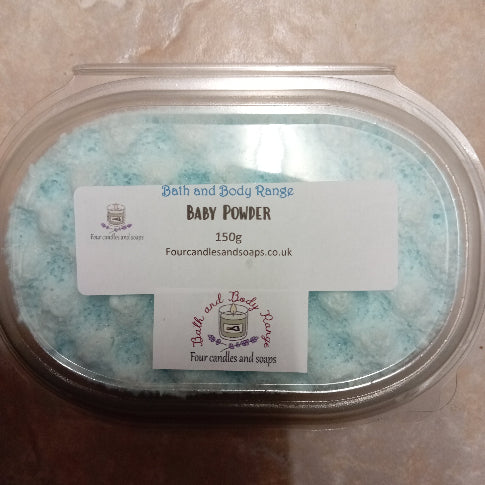 Bath and Body Range
BABY POWDER
150g
Fourcandlesandsoaps.co.uk
Four candles and soaps
Bath and Body Range
Four candles and soaps